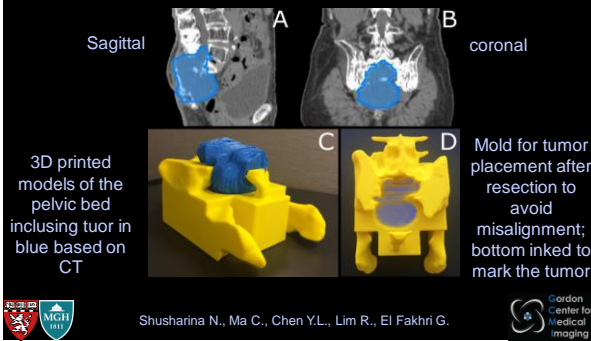 Sagittal
A
B
coronal
3D printed
models of the
pelvic bed
inclusing tuor in
blue based on
CT
C
D
Mold for tumor
placement after
resection to
avoid
misalignment;
bottom inked to
mark the tumor
MGH
1811
Shusharina N., Ma C., Chen Y.L., Lim R., El Fakhri G.
Gordon
Center for
Medical
Imaging